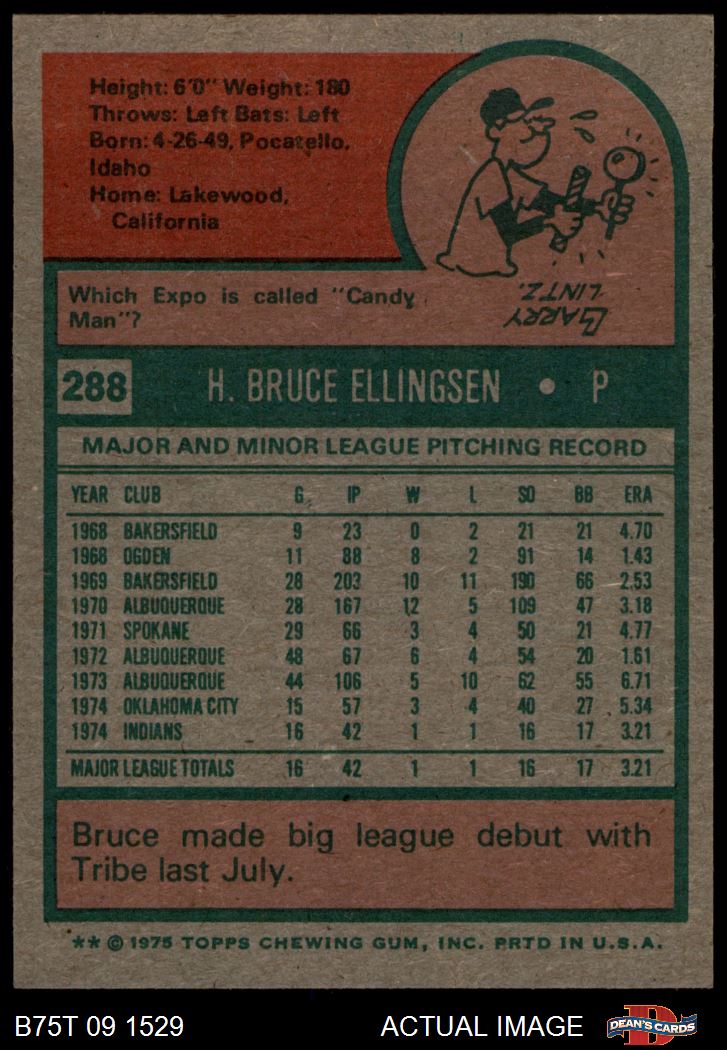 Height: 6'0" Weight: 180
Throws: Left Bats: Left
Born: 4-26-49, Pocatello,
Idaho
Home: Lakewood,
California
Which Expo is called "Candy
Man"?
LARRY
LINTZ.
288 H. BRUCE ELLINGSEN • P
MAJOR AND MINOR LEAGUE PITCHING RECORD
YEAR CLUB G IP W L SO BB ERA
1968 BAKERSFIELD 9 23 0 2 21 21 4.70
1968 OGDEN 11 88 8 2 91 14 1.43
1969 BAKERSFIELD 28 203 10 11 190 66 2.53
1970 ALBUQUERQUE 28 167 12 5 109 47 3.18
1971 SPOKANE 29 66 3 4 50 21 4.77
1972 ALBUQUERQUE 48 67 6 4 54 20 1.61
1973 ALBUQUERQUE 44 106 5 10 62 55 6.71
1974 OKLAHOMA CITY 15 57 3 4 40 27 5.34
1974 INDIANS 16 42 1 1 16 17 3.21
MAJOR LEAGUE TOTALS 16 42 1 1 16 17 3.21
Bruce made big league debut with
Tribe last July.
** © 1975 TOPPS CHEWING GUM, INC. PRTD IN U.S.A.
B75T 09 1529 ACTUAL IMAGE D DEAN'S CARDS